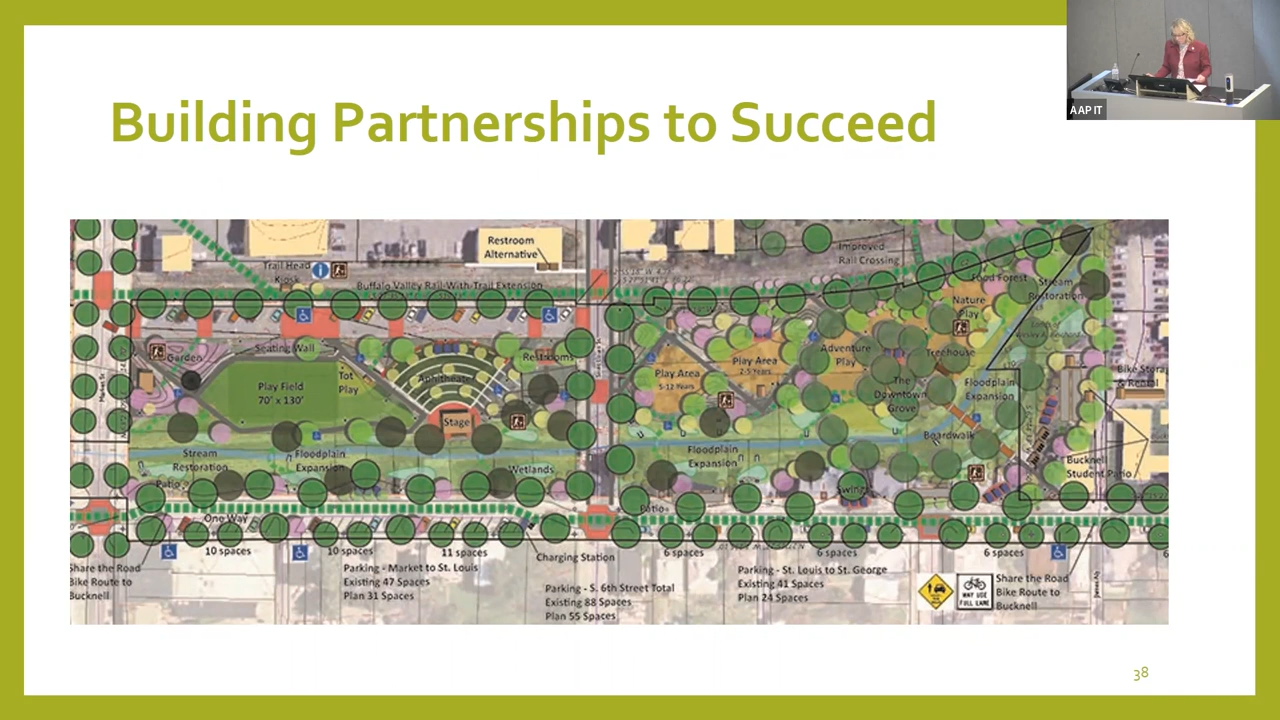 Building Partnerships to Succeed
AAP IT
Restroom
Alternative
Improved
Rail Crossing
Trail Head
Kiosk
Buffalo Valley Rail With Trail Extension
Food Forest
Stream
Restoration
Nature
Play
Garden
Seating Wall
Restrooms
Tot
Play
Play Field
70' x 130'
Amphitheater
Stage
Play Area
5-12 Years
Play Area
2-5 Years
Adventure
Play
Treehouse
The
Downtown
Grove
Floodplain
Expansion
Bike Storage
& Rental
Boardwalk
Stream
Restoration
Floodplain
Expansion
Wetlands
Floodplain
Expansion
Bucknell
Student Patio
Patio
Swings
Patio
One Way
10 spaces
10 spaces
11 spaces
Charging Station
6 spaces
6 spaces
6 spaces
Share the Road
Bike Route to
Bucknell
Parking - Market to St. Louis
Existing 47 Spaces
Plan 31 Spaces
Parking - S. 6th Street Total
Existing 88 Spaces
Plan 55 Spaces
Parking - St. Louis to St. George
Existing 41 Spaces
Plan 24 Spaces
MAY USE
FULL LANE
Share the Road
Bike Route to
Bucknell
38